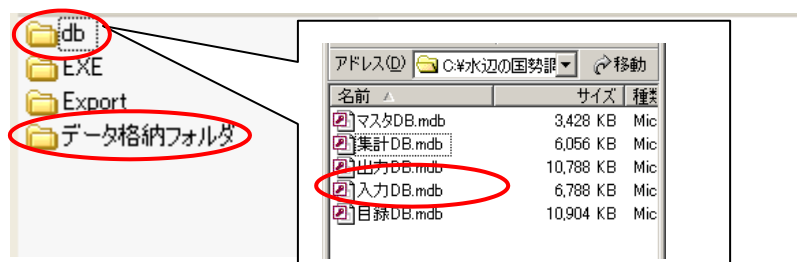 db
EXE
Export
データ格納フォルダ
アドレス(D) C:¥水辺の国勢調 移動
名前 サイズ 種類
マスタDB.mdb 3,428 KB Mic
集計DB.mdb 6,056 KB Mic
出力DB.mdb 10,788 KB Mic
入力DB.mdb 6,788 KB Mic
目録DB.mdb 10,904 KB Mic